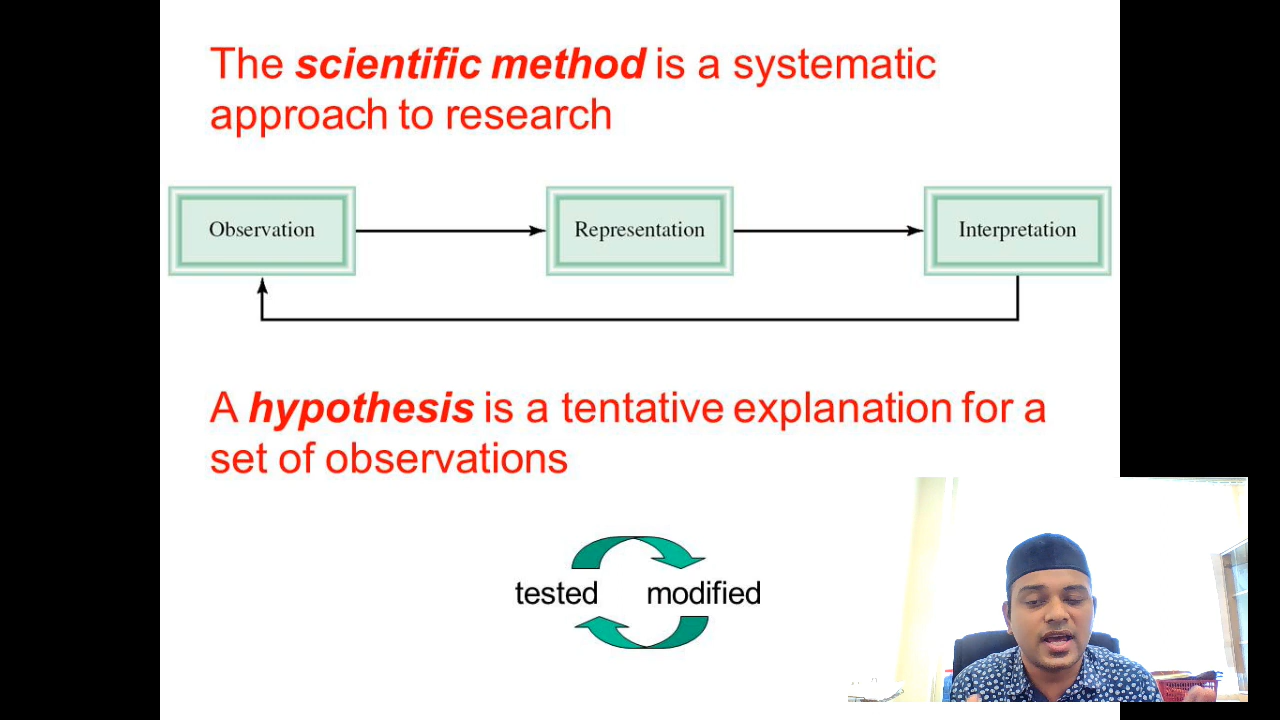 The scientific method is a systematic
approach to research
Observation
Representation
Interpretation
A hypothesis is a tentative explanation for a
set of observations
tested
modified